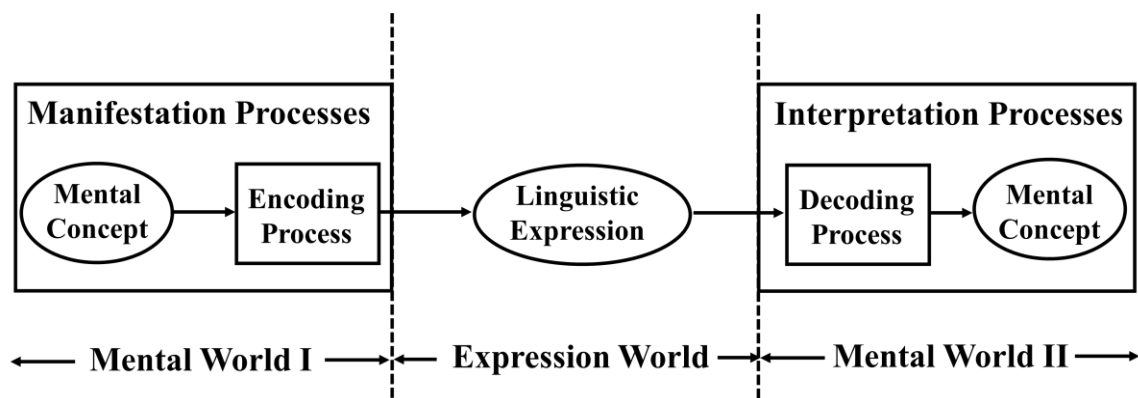 Manifestation Processes
Mental
Concept
Encoding
Process
Linguistic
Expression
Interpretation Processes
Decoding
Process
Mental
Concept
Mental World I
Expression World
Mental World II